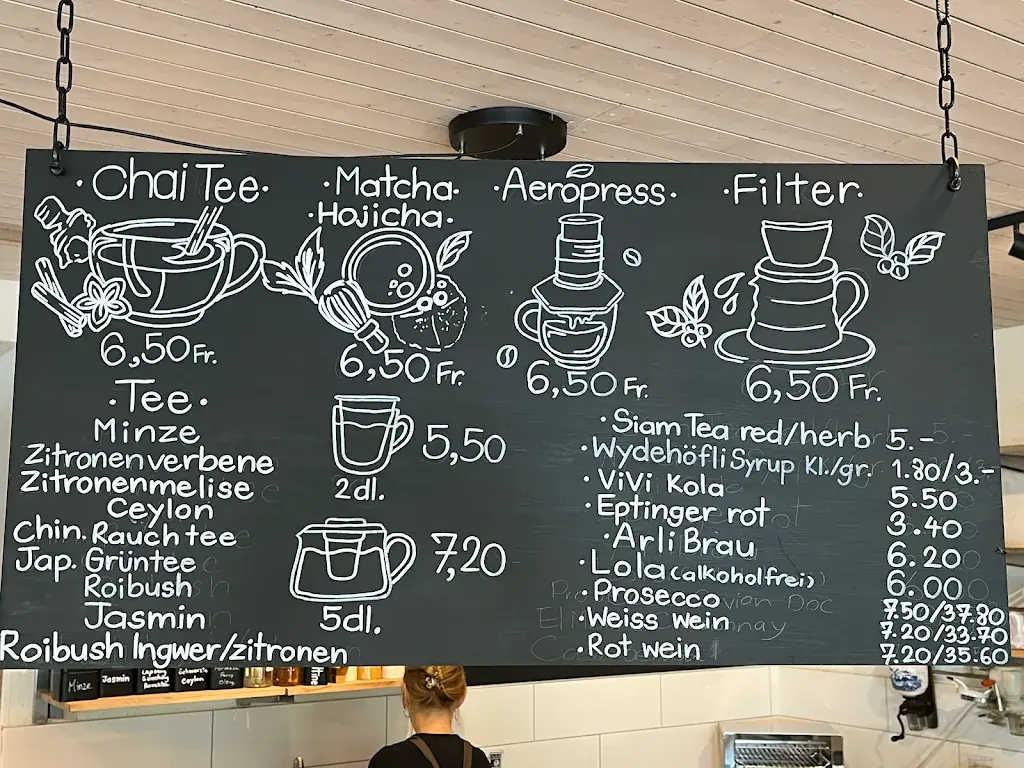 ·Chai Tee·
6,50 Fr.
·Matcha·
·Hojicha·
6,50 Fr.
·Aeropress·
6,50 Fr.
·Filter·
6,50 Fr.
·Tee·
Minze
Zitronenverbene
Zitronenmelise
Ceylon
Chin. Rauchtee
Jap. Grüntee
Roibush
Jasmin
Roibush Ingwer/zitronen
5,50
2dl.
7,20
5dl.
·Siam Tea red/herb 5.-
·Wydehöfli Syrup Kl./gr. 1.80/3.-
·ViVi Kola 5.50
·Eptinger rot 3.40
·Arli Brau 6.20
·Lola (alkoholfrei) 6.00
·Prosecco 7.50/37.80
·Weiss wein 7.20/33.70
·Rot wein 7.20/35.60
Minze
Jasmin
Ceylon